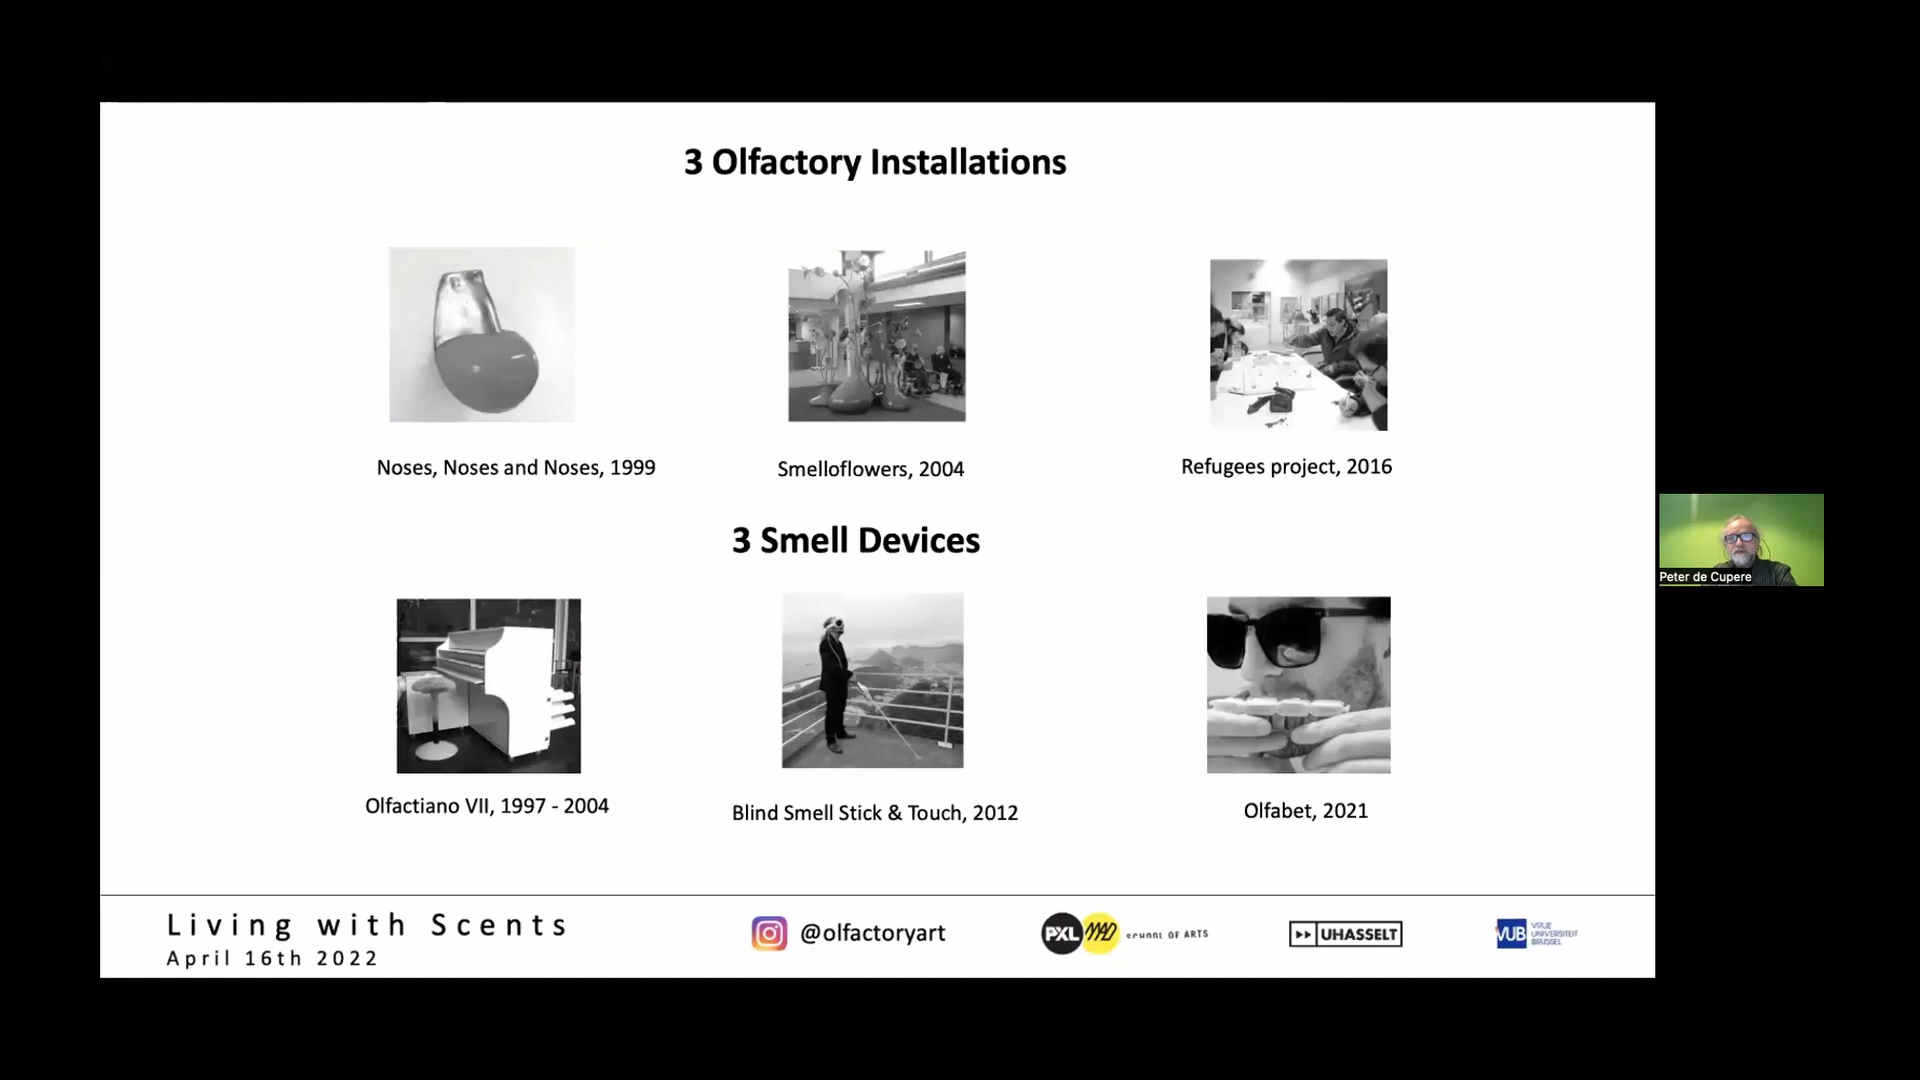 3 Olfactory Installations
Noses, Noses and Noses, 1999
Smelloflowers, 2004
Refugees project, 2016
3 Smell Devices
Peter de Cupere
Olfactiano VII, 1997 - 2004
Blind Smell Stick & Touch, 2012
Olfabet, 2021
Living with Scents
April 16th 2022
@olfactoryart
PXL MAD SCHOOL OF ARTS
UHASSELT
VUB
VRIJE
UNIVERSITEIT
BRUSSEL